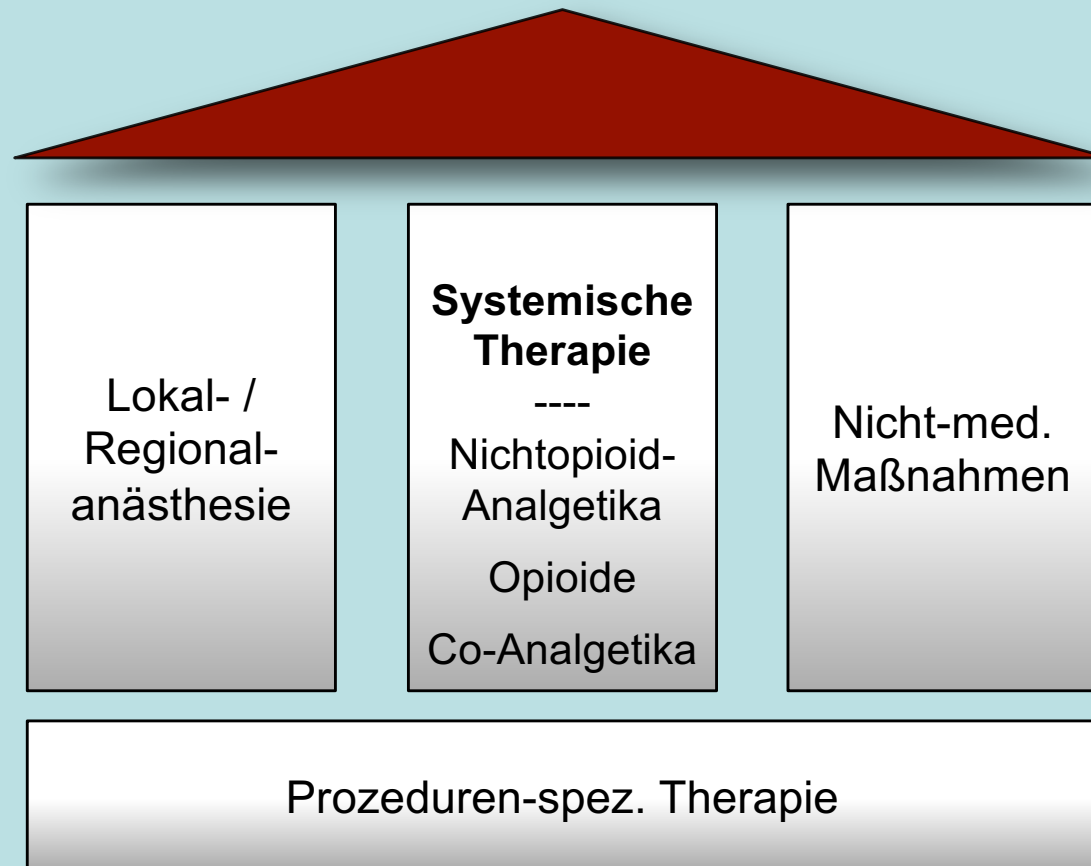 Lokal- /
Regional-
anästhesie
Systemische
Therapie
----
Nichtopioid-
Analgetika
Opioide
Co-Analgetika
Nicht-med.
Maßnahmen
Prozeduren-spez. Therapie